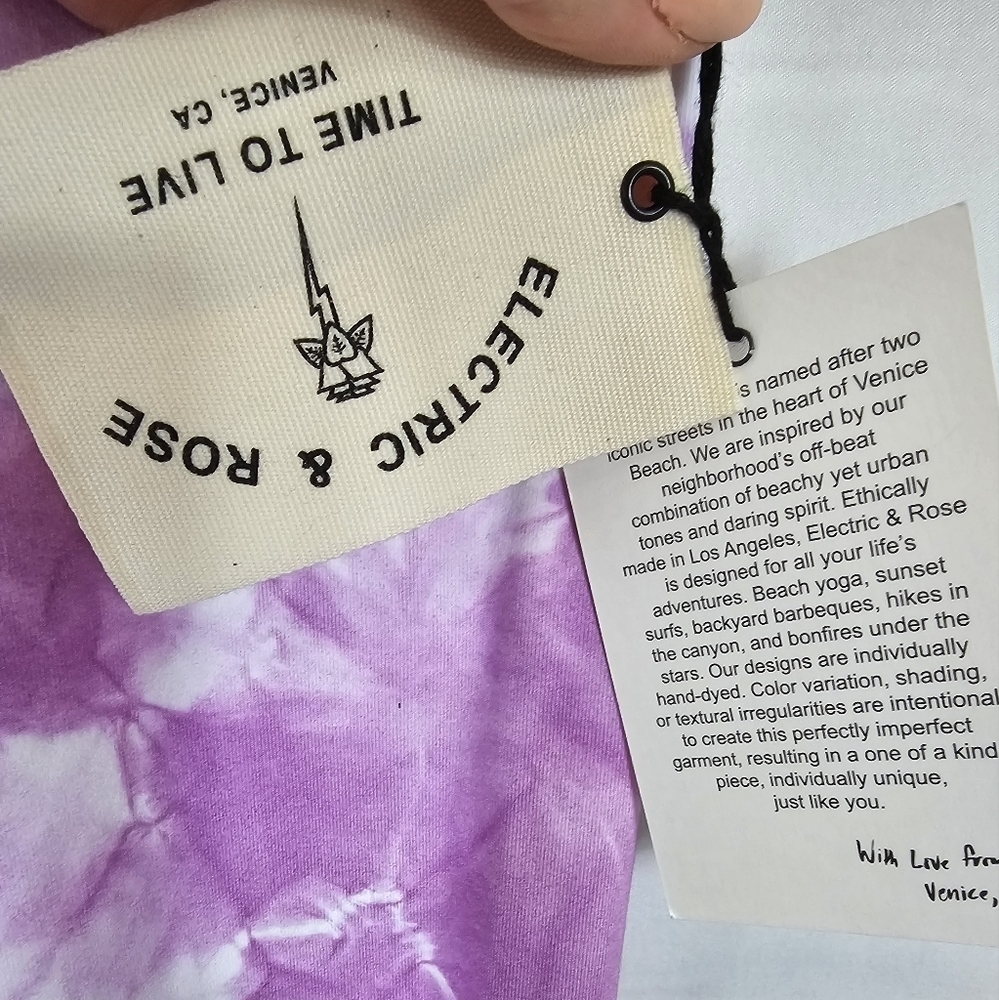 ELECTRIC & ROSE
TIME TO LIVE
VENICE, CA
's named after two
iconic streets in the heart of Venice
Beach. We are inspired by our
neighborhood's off-beat
combination of beachy yet urban
tones and daring spirit. Ethically
made in Los Angeles, Electric & Rose
is designed for all your life's
adventures. Beach yoga, sunset
surfs, backyard barbeques, hikes in
the canyon, and bonfires under the
stars. Our designs are individually
hand-dyed. Color variation, shading,
or textural irregularities are intentional
to create this perfectly imperfect
garment, resulting in a one of a kind
piece, individually unique,
just like you.
With Love from
Venice,